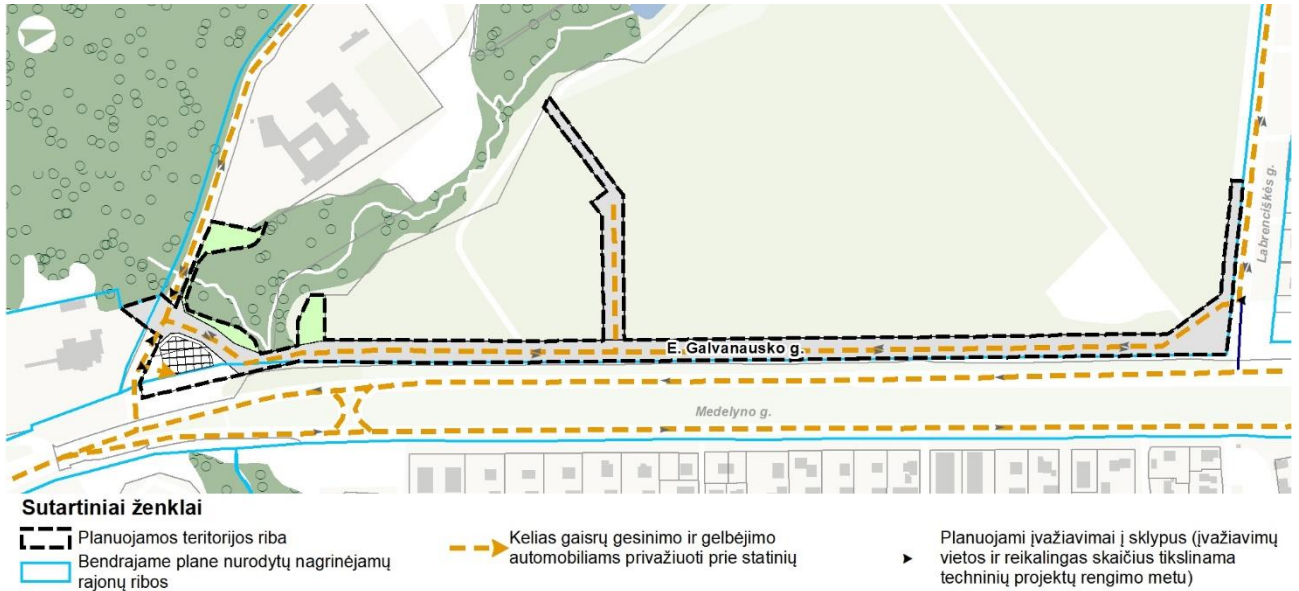 Labrenciškės g.
E. Galvanausko g.
Medelyno g.
Sutartiniai ženklai
Planuojamos teritorijos riba
Bendrajame plane nurodytų nagrinėjamų
rajonų ribos
Kelias gaisrų gesinimo ir gelbėjimo
automobiliams privažiuoti prie statinių
Planuojami įvažiavimai į sklypus (įvažiavimų
vietos ir reikalingas skaičius tikslinama
techninių projektų rengimo metu)